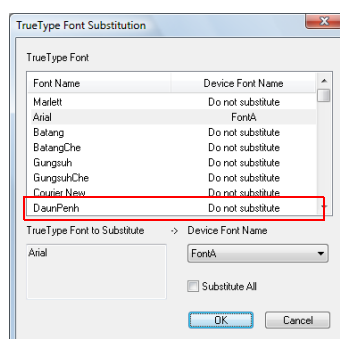 TrueType Font Substitution
TrueType Font
Font Name Device Font Name
Marlett Do not substitute
Arial FontA
Batang Do not substitute
BatangChe Do not substitute
Gungsuh Do not substitute
GungsuhChe Do not substitute
Courier New Do not substitute
DaunPenh Do not substitute
TrueType Font to Substitute -> Device Font Name
Arial FontA
Substitute All
OK Cancel